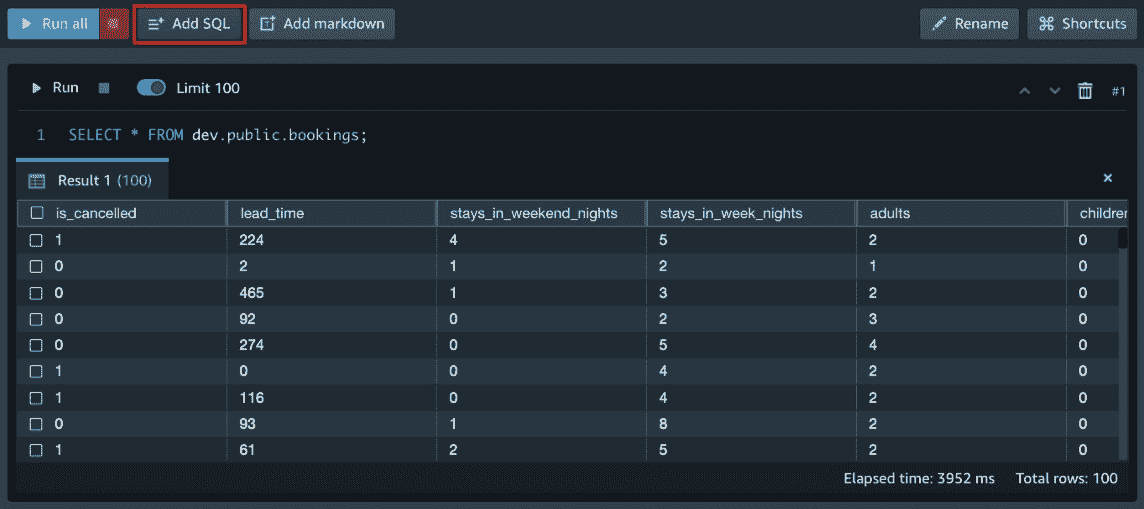 Run all Add SQL Add markdown Rename Shortcuts
Run Limit 100 #1
1 SELECT * FROM dev.public.bookings;
Result 1 (100)
is_cancelled lead_time stays_in_weekend_nights stays_in_week_nights adults children
1 224 4 5 2 0
0 2 1 2 1 0
0 465 1 3 2 0
0 92 0 2 3 0
0 274 0 5 4 0
1 0 0 4 2 0
1 116 0 4 2 0
0 93 1 8 2 0
1 61 2 5 2 0
Elapsed time: 3952 ms Total rows: 100